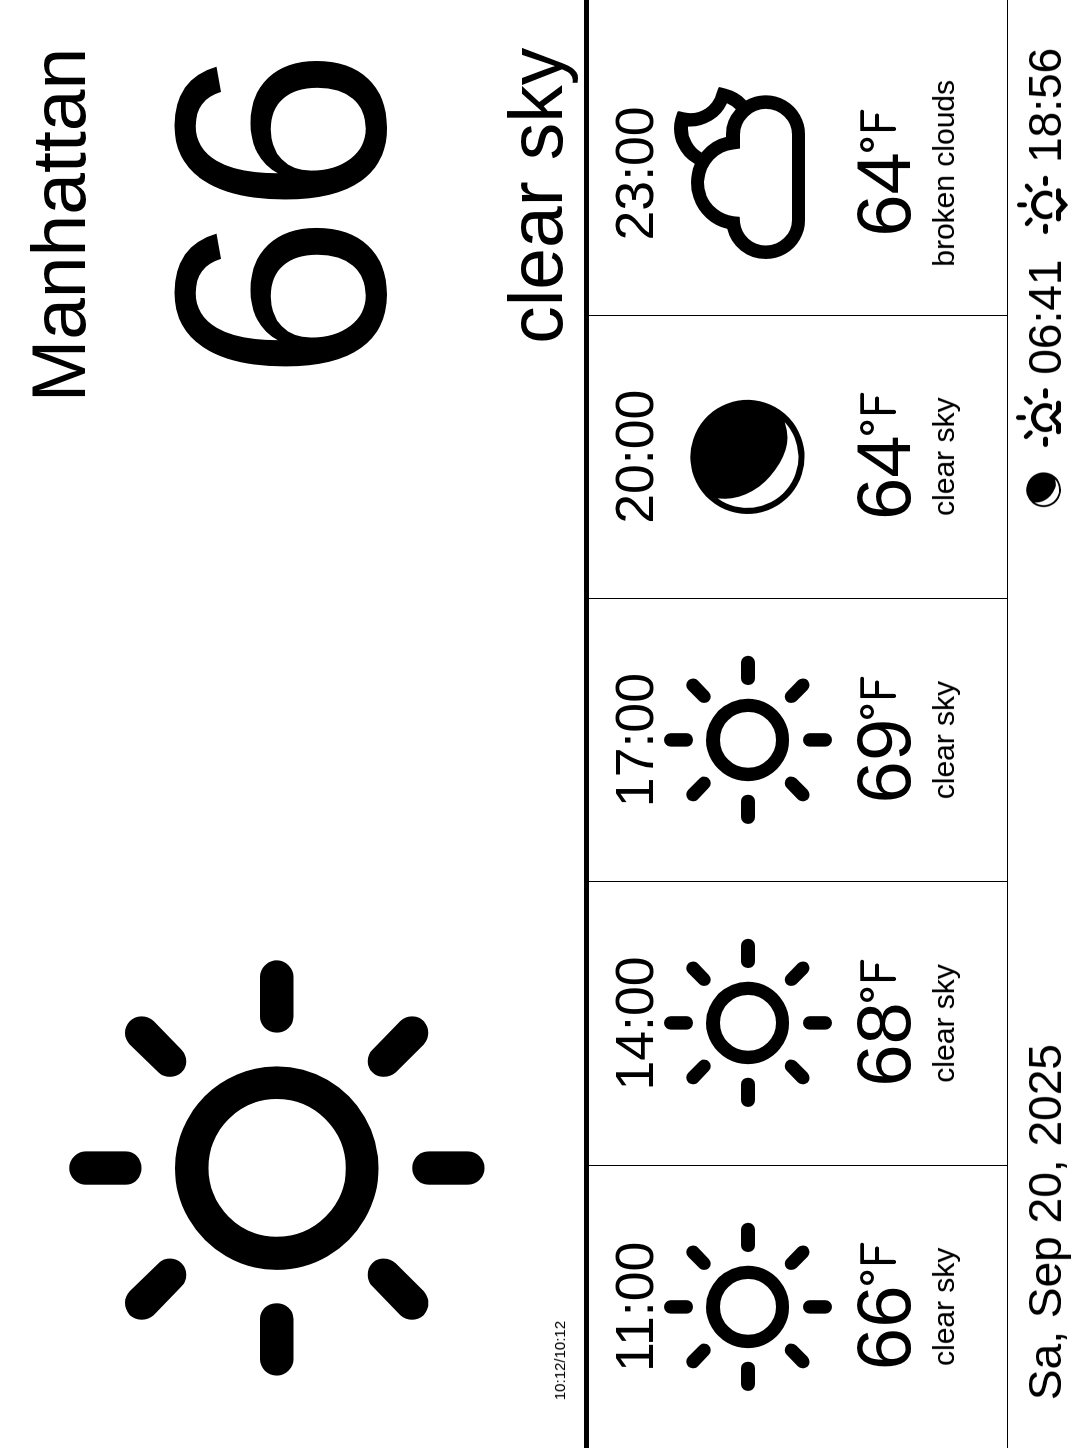 Manhattan
66
clear sky
10:12/10:12
11:00 14:00 17:00 20:00 23:00
66°F 68°F 69°F 64°F 64°F
clear sky clear sky clear sky clear sky broken clouds
Sa, Sep 20, 2025 06:41 18:56